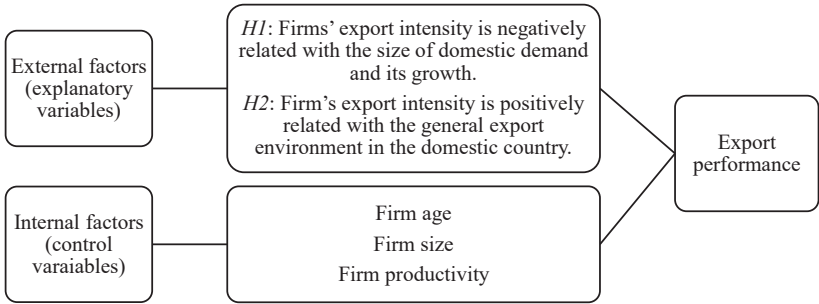 External factors
(explanatory
variables)
H1: Firms' export intensity is negatively
related with the size of domestic demand
and its growth.
H2: Firm's export intensity is positively
related with the general export
environment in the domestic country.
Export
performance
Internal factors
(control
varaiables)
Firm age
Firm size
Firm productivity